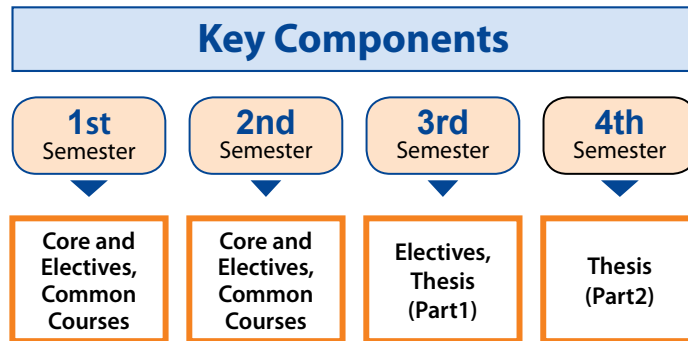 Key Components
1st
Semester
2nd
Semester
3rd
Semester
4th
Semester
Core and
Electives,
Common
Courses
Core and
Electives,
Common
Courses
Electives,
Thesis
(Part1)
Thesis
(Part2)